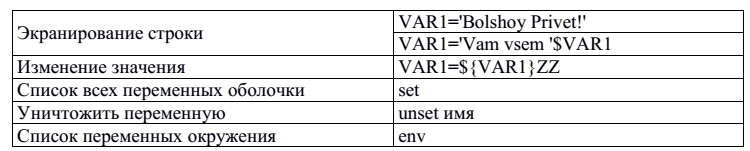 Экранирование строки
VAR1='Bolshoy Privet!'
VAR1='Vam vsem '$VAR1
Изменение значения VAR1=${VAR1}ZZ
Список всех переменных оболочки set
Уничтожить переменную unset имя
Список переменных окружения env